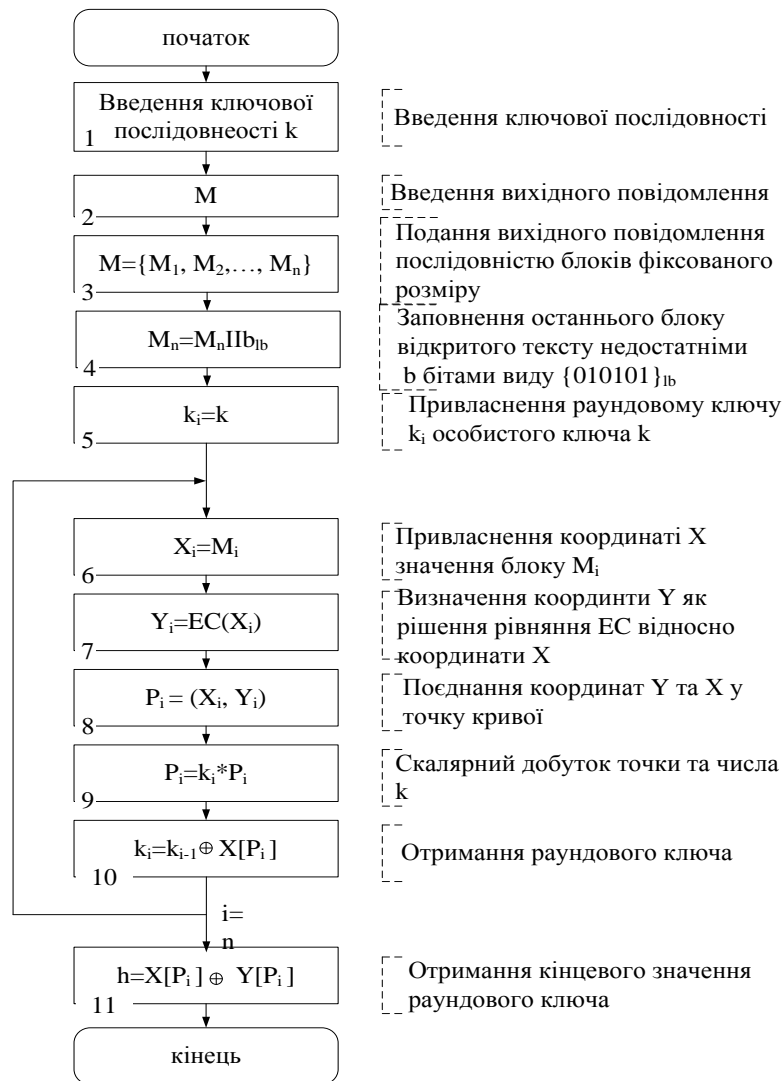 початок
Введення ключової
послідовнеості k
1
Введення ключової послідовності
M
2
Введення вихідного повідомлення
M={M₁, M₂,…, Mₙ}
3
Подання вихідного повідомлення
послідовністю блоків фіксованого
розміру
Mₙ=MₙIIb_lb
4
Заповнення останнього блоку
відкритого тексту недостатніми
b бітами виду {010101}_lb
kᵢ=k
5
Привласнення раундовому ключу
kᵢ особистого ключа k
Xᵢ=Mᵢ
6
Привласнення координаті X
значення блоку Mᵢ
Yᵢ=EC(Xᵢ)
7
Визначення координти Y як
рішення рівняння ЕС відносно
координати X
Pᵢ = (Xᵢ, Yᵢ)
8
Поєднання координат Y та X у
точку кривої
Pᵢ=kᵢ*Pᵢ
9
Скалярний добуток точки та числа
k
kᵢ=kᵢ₋₁⊕ X[Pᵢ]
10
Отримання раундового ключа
i=
n
h=X[Pᵢ]⊕ Y[Pᵢ]
11
Отримання кінцевого значення
раундового ключа
кінець